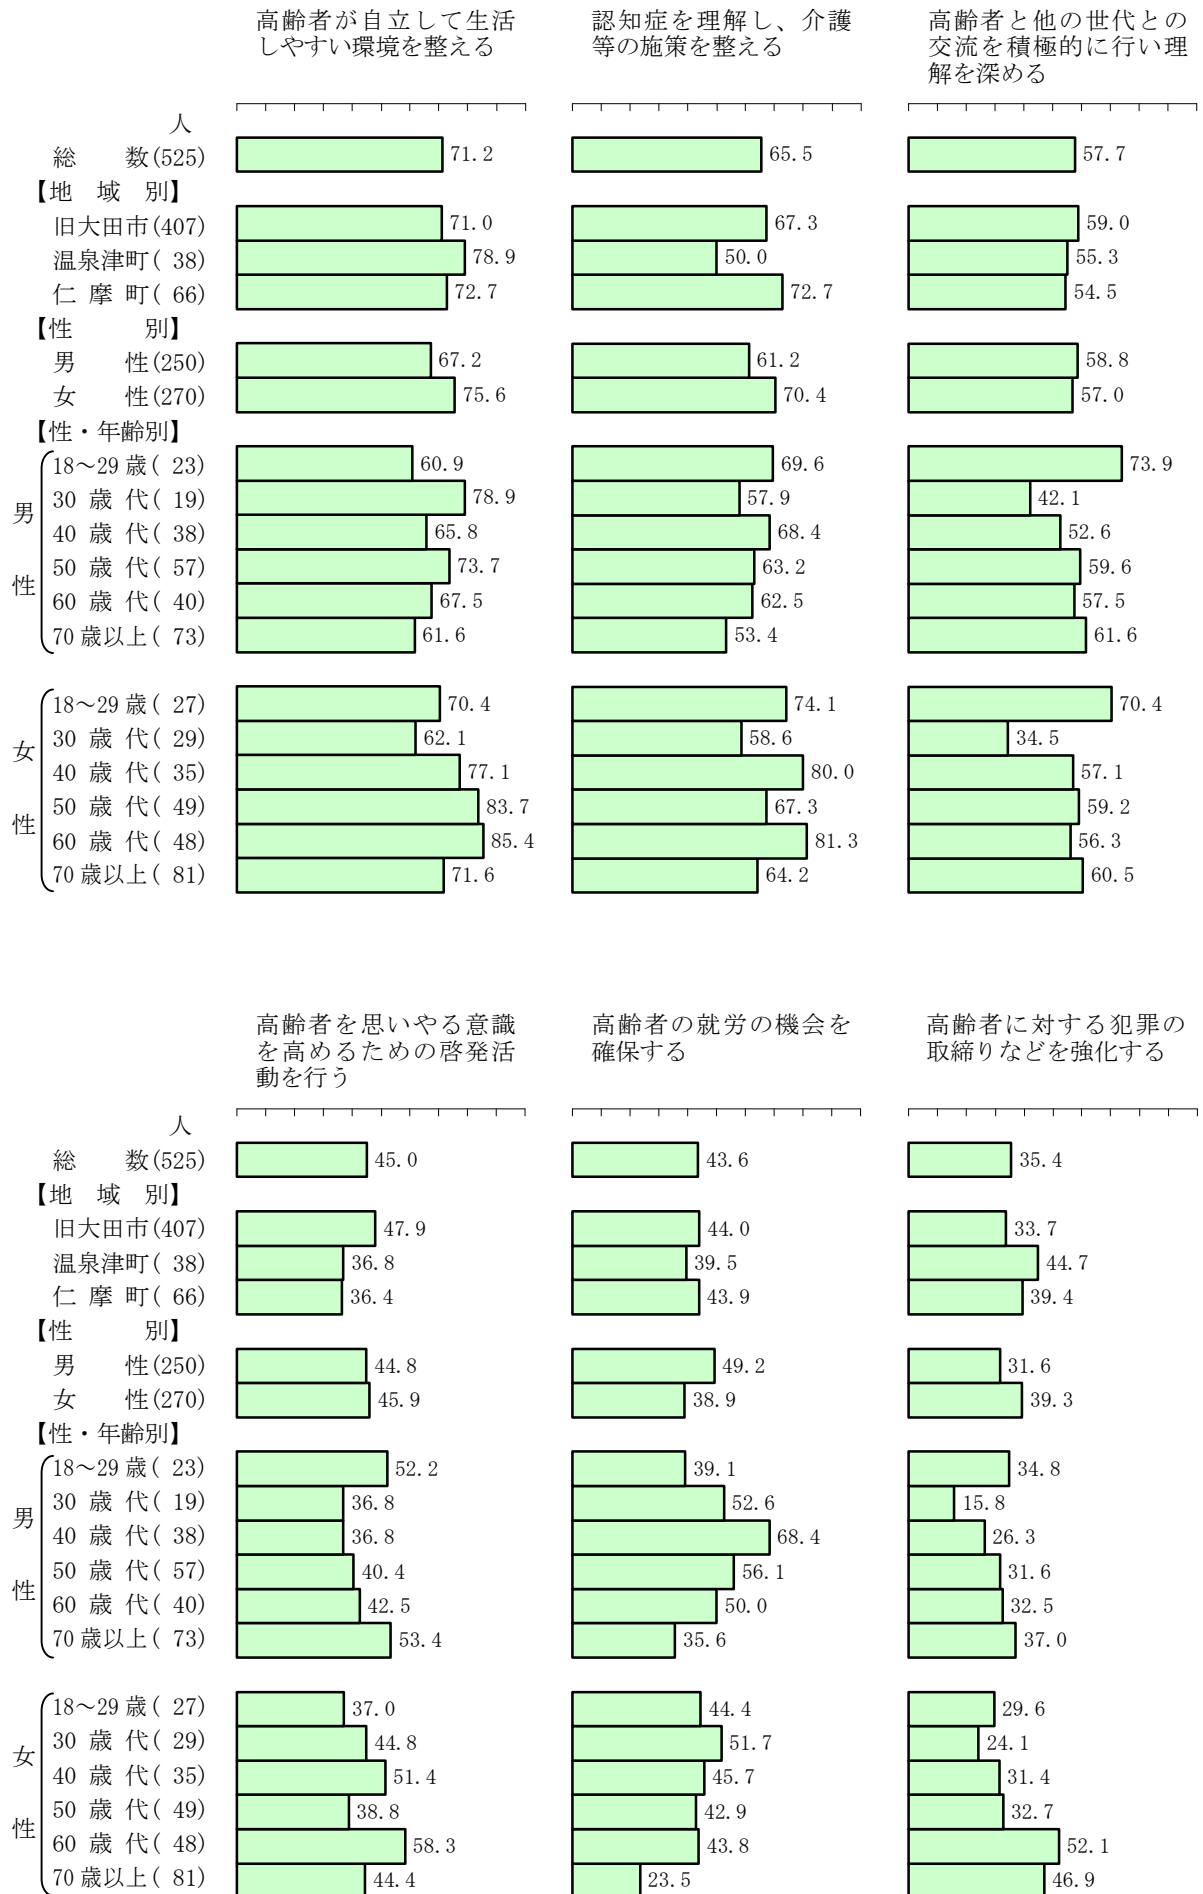 高齢者が自立して生活
しやすい環境を整える
認知症を理解し、介護
等の施策を整える
高齢者と他の世代との
交流を積極的に行い理
解を深める
人
総 数(525) 71.2 65.5 57.7
【地 域 別】
旧大田市(407) 71.0 67.3 59.0
温泉津町( 38) 78.9 50.0 55.3
仁 摩 町( 66) 72.7 72.7 54.5
【性 別】
男 性(250) 67.2 61.2 58.8
女 性(270) 75.6 70.4 57.0
【性・年齢別】
男性
18～29歳( 23) 60.9 69.6 73.9
30 歳 代( 19) 78.9 57.9 42.1
40 歳 代( 38) 65.8 68.4 52.6
50 歳 代( 57) 73.7 63.2 59.6
60 歳 代( 40) 67.5 62.5 57.5
70歳以上( 73) 61.6 53.4 61.6
女性
18～29歳( 27) 70.4 74.1 70.4
30 歳 代( 29) 62.1 58.6 34.5
40 歳 代( 35) 77.1 80.0 57.1
50 歳 代( 49) 83.7 67.3 59.2
60 歳 代( 48) 85.4 81.3 56.3
70歳以上( 81) 71.6 64.2 60.5
高齢者を思いやる意識
を高めるための啓発活
動を行う
高齢者の就労の機会を
確保する
高齢者に対する犯罪の
取締りなどを強化する
人
総 数(525) 45.0 43.6 35.4
【地 域 別】
旧大田市(407) 47.9 44.0 33.7
温泉津町( 38) 36.8 39.5 44.7
仁 摩 町( 66) 36.4 43.9 39.4
【性 別】
男 性(250) 44.8 49.2 31.6
女 性(270) 45.9 38.9 39.3
【性・年齢別】
男性
18～29歳( 23) 52.2 39.1 34.8
30 歳 代( 19) 36.8 52.6 15.8
40 歳 代( 38) 36.8 68.4 26.3
50 歳 代( 57) 40.4 56.1 31.6
60 歳 代( 40) 42.5 50.0 32.5
70歳以上( 73) 53.4 35.6 37.0
女性
18～29歳( 27) 37.0 44.4 29.6
30 歳 代( 29) 44.8 51.7 24.1
40 歳 代( 35) 51.4 45.7 31.4
50 歳 代( 49) 38.8 42.9 32.7
60 歳 代( 48) 58.3 43.8 52.1
70歳以上( 81) 44.4 23.5 46.9